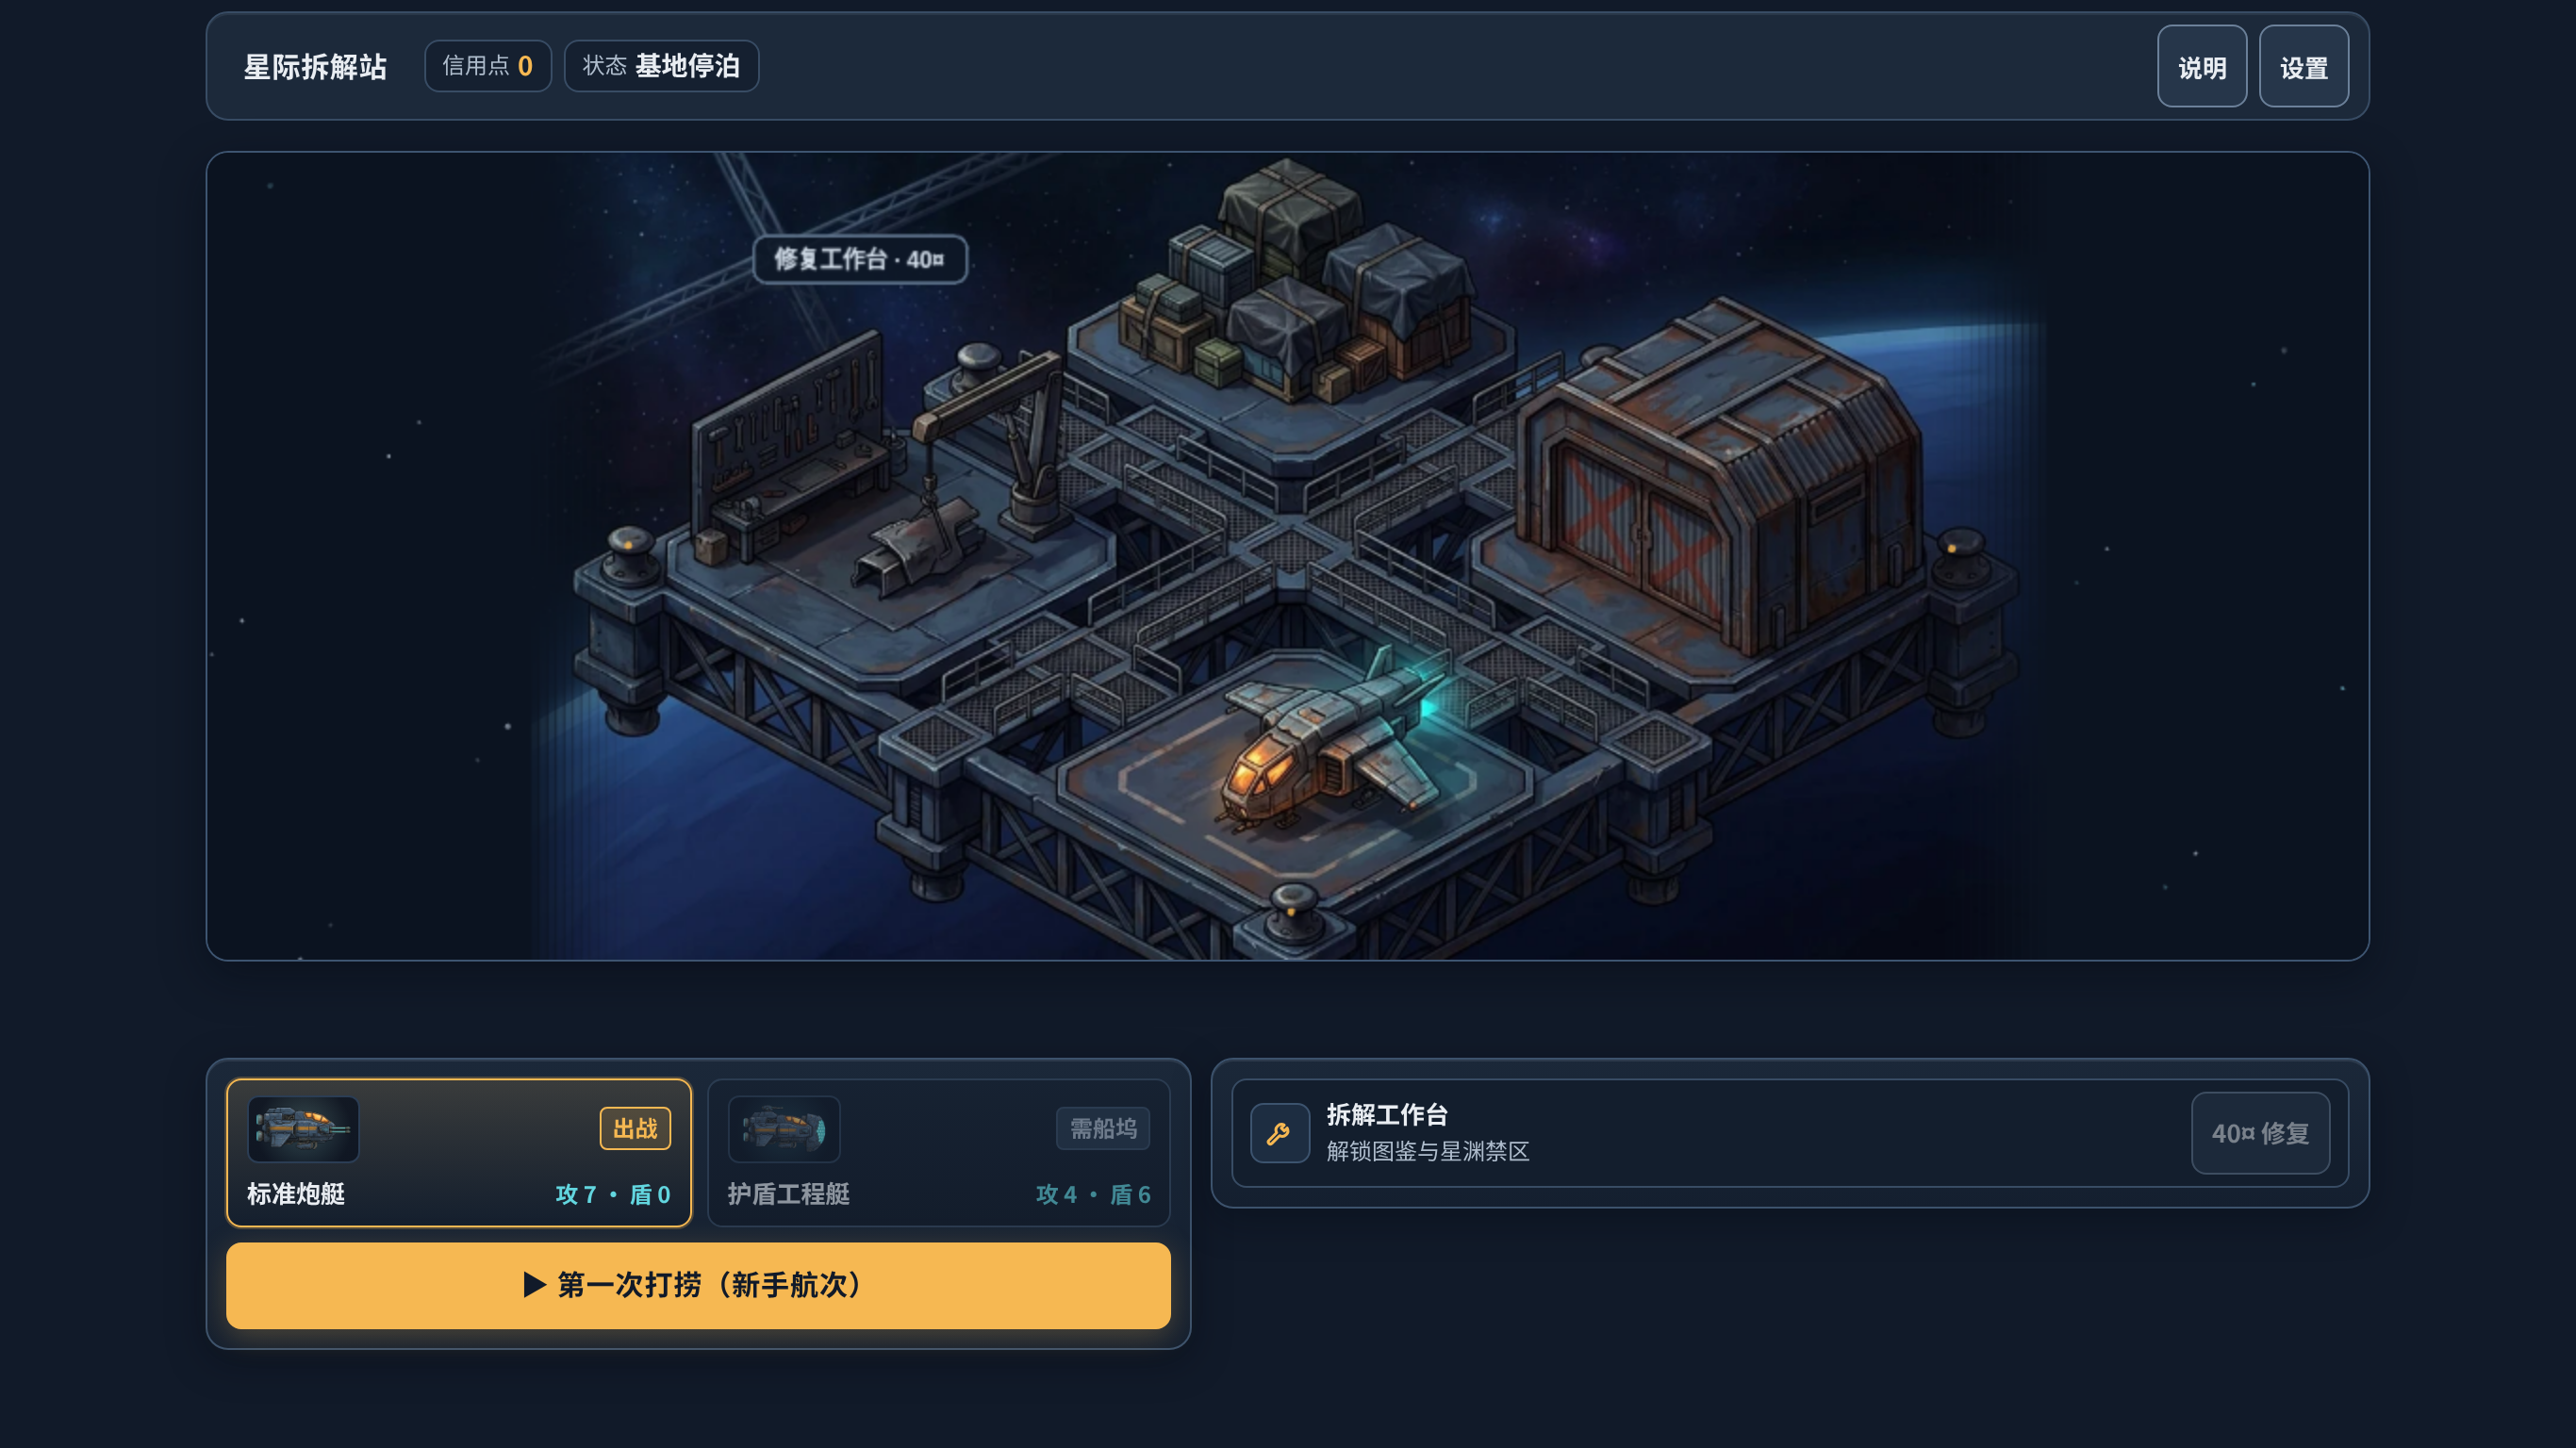 星际拆解站
信用点 0
状态 基地停泊
说明
设置
修复工作台 · 40¤
出战
标准炮艇
攻 7 · 盾 0
需船坞
护盾工程艇
攻 4 · 盾 6
▶ 第一次打捞（新手航次）
拆解工作台
解锁图鉴与星渊禁区
40¤ 修复